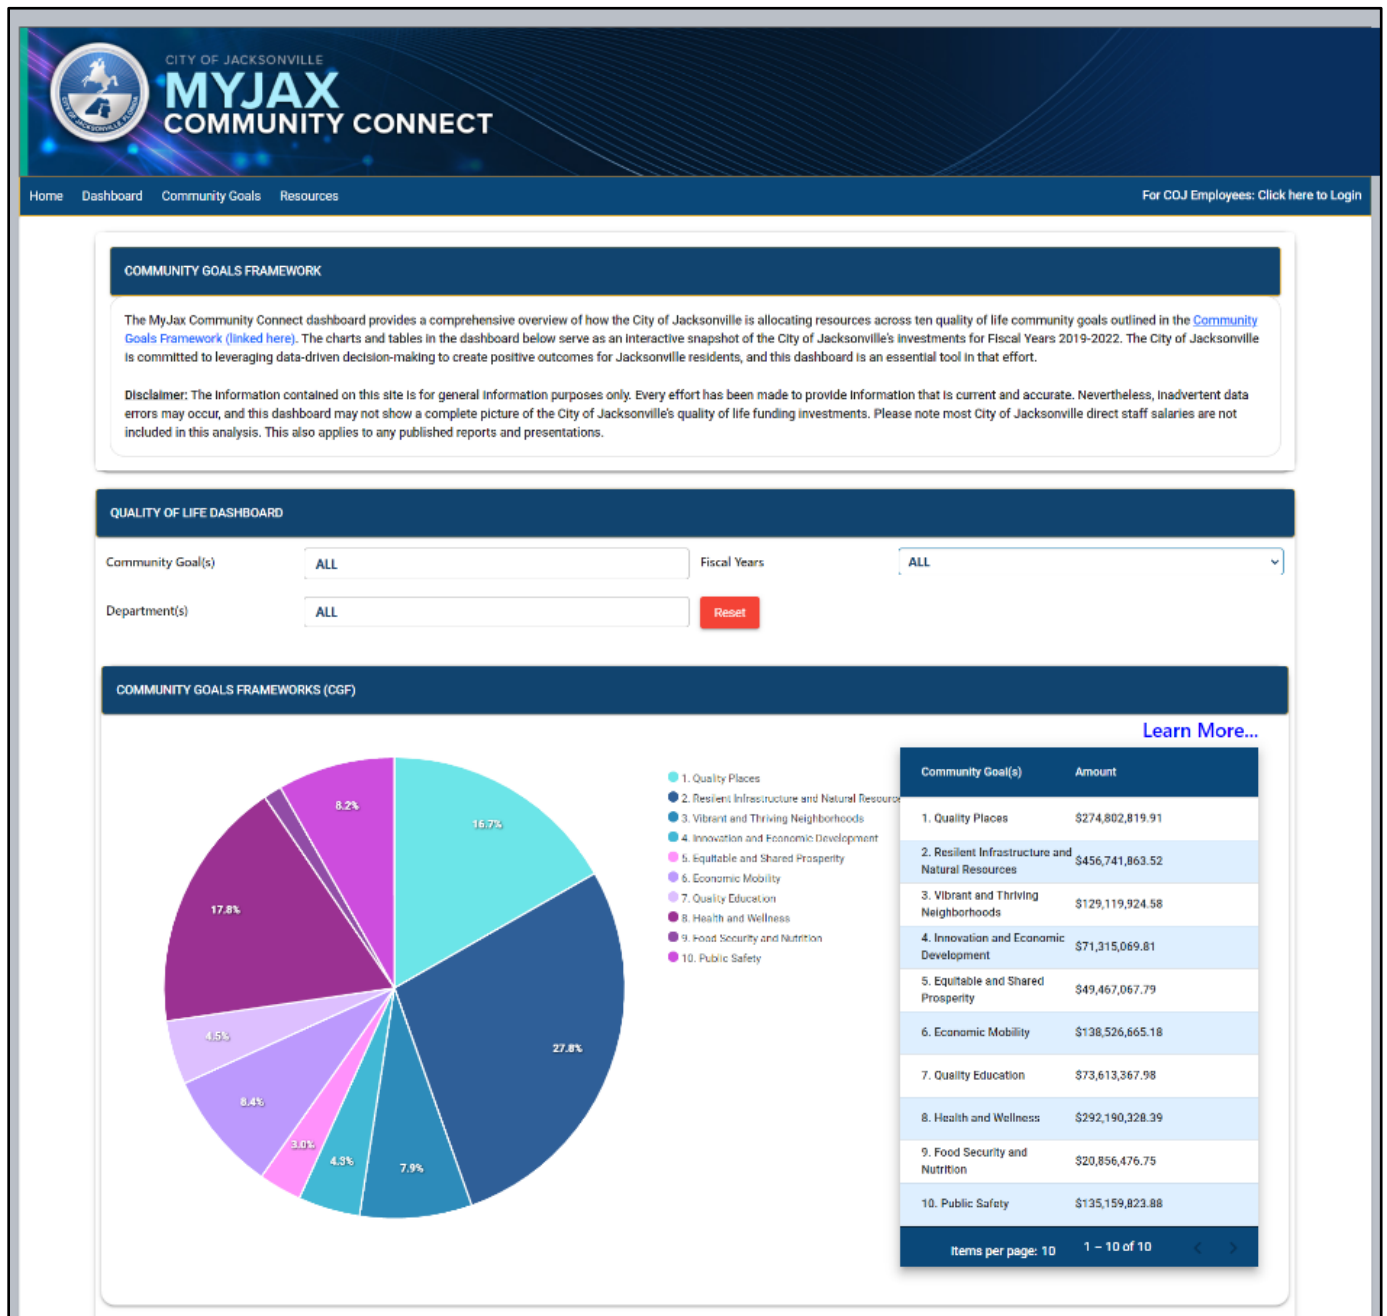 CITY OF JACKSONVILLE
MYJAX
COMMUNITY CONNECT
CITY OF JACKSONVILLE, FLORIDA
Home Dashboard Community Goals Resources For COJ Employees: Click here to Login
COMMUNITY GOALS FRAMEWORK
The MyJax Community Connect dashboard provides a comprehensive overview of how the City of Jacksonville is allocating resources across ten quality of life community goals outlined in the Community
Goals Framework (linked here). The charts and tables in the dashboard below serve as an interactive snapshot of the City of Jacksonville's investments for Fiscal Years 2019-2022. The City of Jacksonville
is committed to leveraging data-driven decision-making to create positive outcomes for Jacksonville residents, and this dashboard is an essential tool in that effort.
Disclaimer: The information contained on this site is for general information purposes only. Every effort has been made to provide information that is current and accurate. Nevertheless, inadvertent data
errors may occur, and this dashboard may not show a complete picture of the City of Jacksonville's quality of life funding investments. Please note most City of Jacksonville direct staff salaries are not
included in this analysis. This also applies to any published reports and presentations.
QUALITY OF LIFE DASHBOARD
Community Goal(s) ALL Fiscal Years ALL
Department(s) ALL Reset
COMMUNITY GOALS FRAMEWORKS (CGF)
Learn More...
16.7%
27.8%
7.9%
4.3%
3.0%
8.4%
4.5%
17.8%
8.2%
1. Quality Places
2. Resilent Infrastructure and Natural Resource
3. Vibrant and Thriving Neighborhoods
4. Innovation and Economic Development
5. Equitable and Shared Prosperity
6. Economic Mobility
7. Quality Education
8. Health and Wellness
9. Food Security and Nutrition
10. Public Safety
Community Goal(s) Amount
1. Quality Places $274,802,819.91
2. Resilent Infrastructure and
Natural Resources $456,741,863.52
3. Vibrant and Thriving
Neighborhoods $129,119,924.58
4. Innovation and Economic
Development $71,315,069.81
5. Equitable and Shared
Prosperity $49,467,067.79
6. Economic Mobility $138,526,665.18
7. Quality Education $73,613,367.98
8. Health and Wellness $292,190,328.39
9. Food Security and
Nutrition $20,856,476.75
10. Public Safety $135,159,823.88
Items per page: 10 1 – 10 of 10